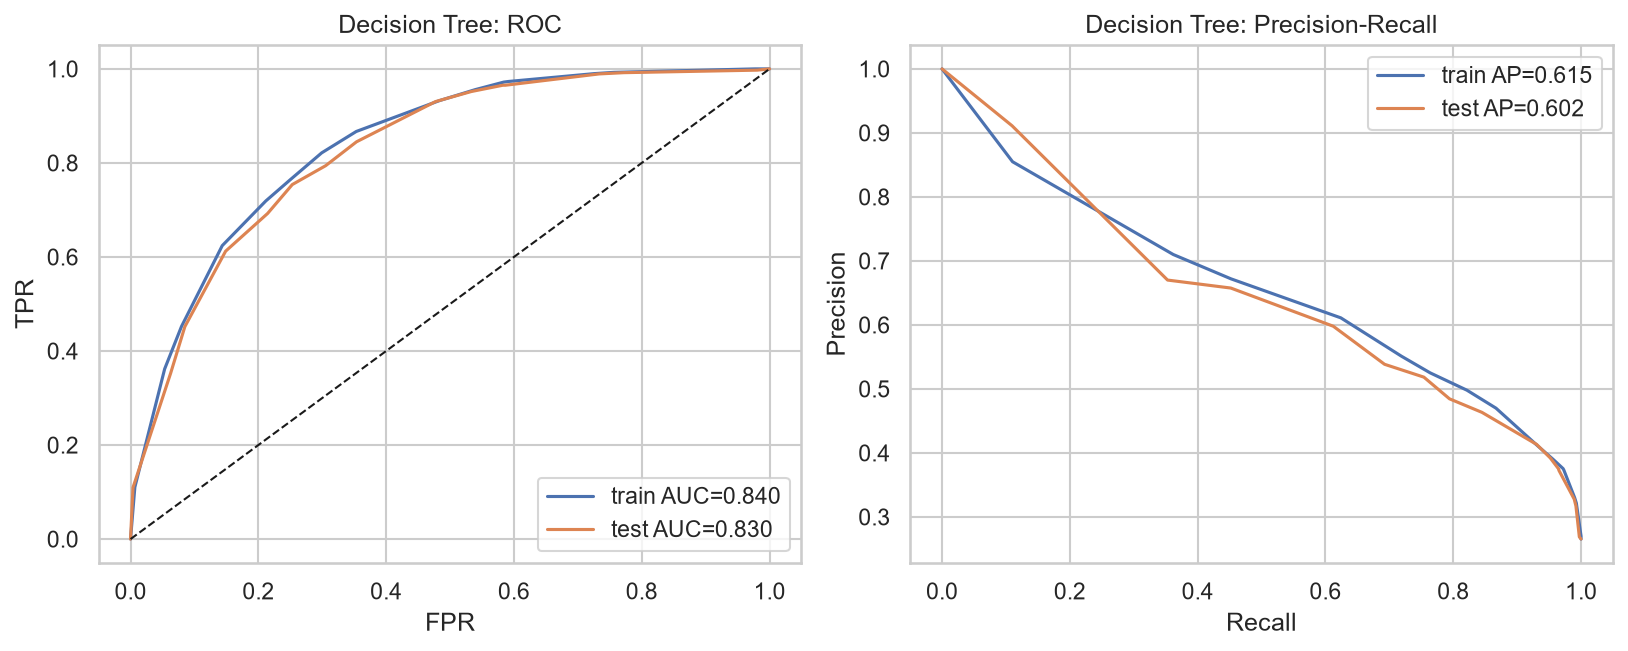 Decision Tree: ROC
1.0
0.8
0.6
0.4
0.2
0.0
TPR
train AUC=0.840
test AUC=0.830
0.0 0.2 0.4 0.6 0.8 1.0
FPR
Decision Tree: Precision-Recall
1.0
0.9
0.8
0.7
0.6
0.5
0.4
0.3
Precision
train AP=0.615
test AP=0.602
0.0 0.2 0.4 0.6 0.8 1.0
Recall